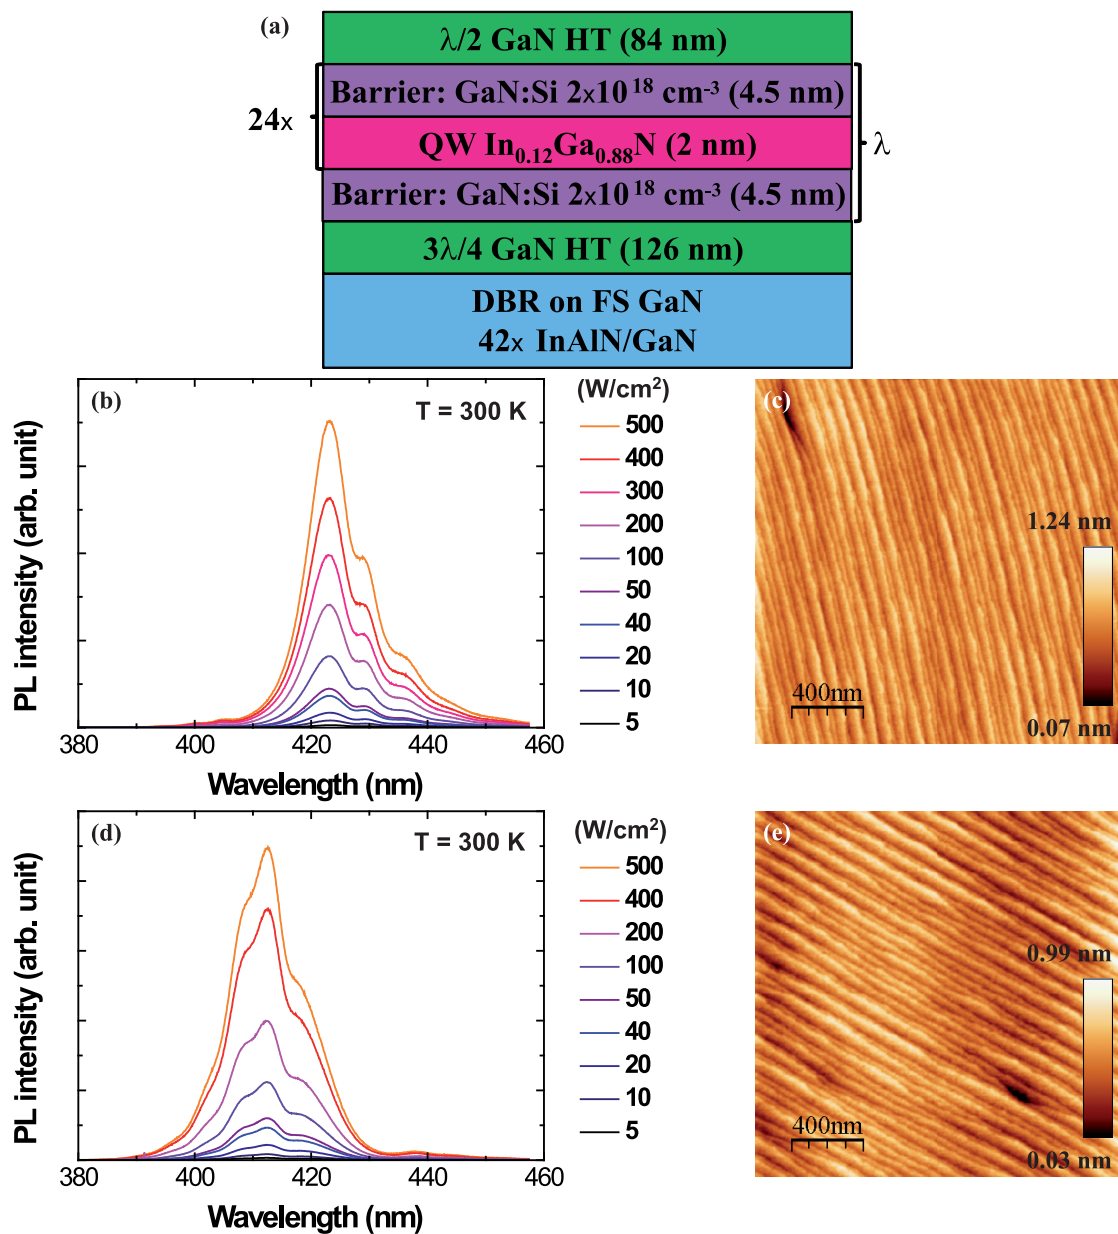 (a)
λ/2 GaN HT (84 nm)
Barrier: GaN:Si 2x10¹⁸ cm⁻³ (4.5 nm)
24x
QW In₀.₁₂Ga₀.₈₈N (2 nm)
λ
Barrier: GaN:Si 2x10¹⁸ cm⁻³ (4.5 nm)
3λ/4 GaN HT (126 nm)
DBR on FS GaN
42x InAlN/GaN
(b)
T = 300 K
PL intensity (arb. unit)
380 400 420 440 460
Wavelength (nm)
(W/cm²)
500
400
300
200
100
50
40
20
10
5
(c)
1.24 nm
400nm
0.07 nm
(d)
T = 300 K
PL intensity (arb. unit)
380 400 420 440 460
Wavelength (nm)
(W/cm²)
500
400
200
100
50
40
20
10
5
(e)
0.99 nm
400nm
0.03 nm